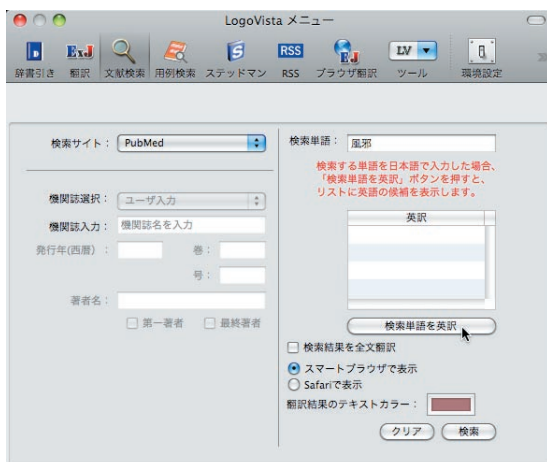 LogoVista メニュー
ExJ
RSS
ExJ
LV
辞書引き 翻訳 文献検索 用例検索 ステッドマン RSS ブラウザ翻訳 ツール 環境設定
検索サイト： PubMed
機関誌選択： ユーザ入力
機関誌入力： 機関誌名を入力
発行年(西暦)： 巻：
号：
著者名：
第一著者 最終著者
検索単語： 風邪
検索する単語を日本語で入力した場合、
「検索単語を英訳」ボタンを押すと、
リストに英語の候補を表示します。
英訳
検索単語を英訳
検索結果を全文翻訳
スマートブラウザで表示
Safariで表示
翻訳結果のテキストカラー：
クリア 検索